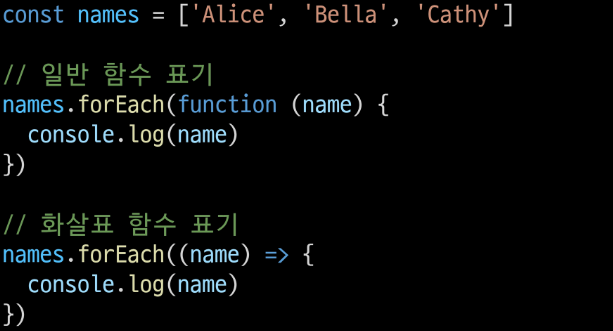 const names = ['Alice', 'Bella', 'Cathy']
// 일반 함수 표기
names.forEach(function (name) {
  console.log(name)
})
// 화살표 함수 표기
names.forEach((name) => {
  console.log(name)
})